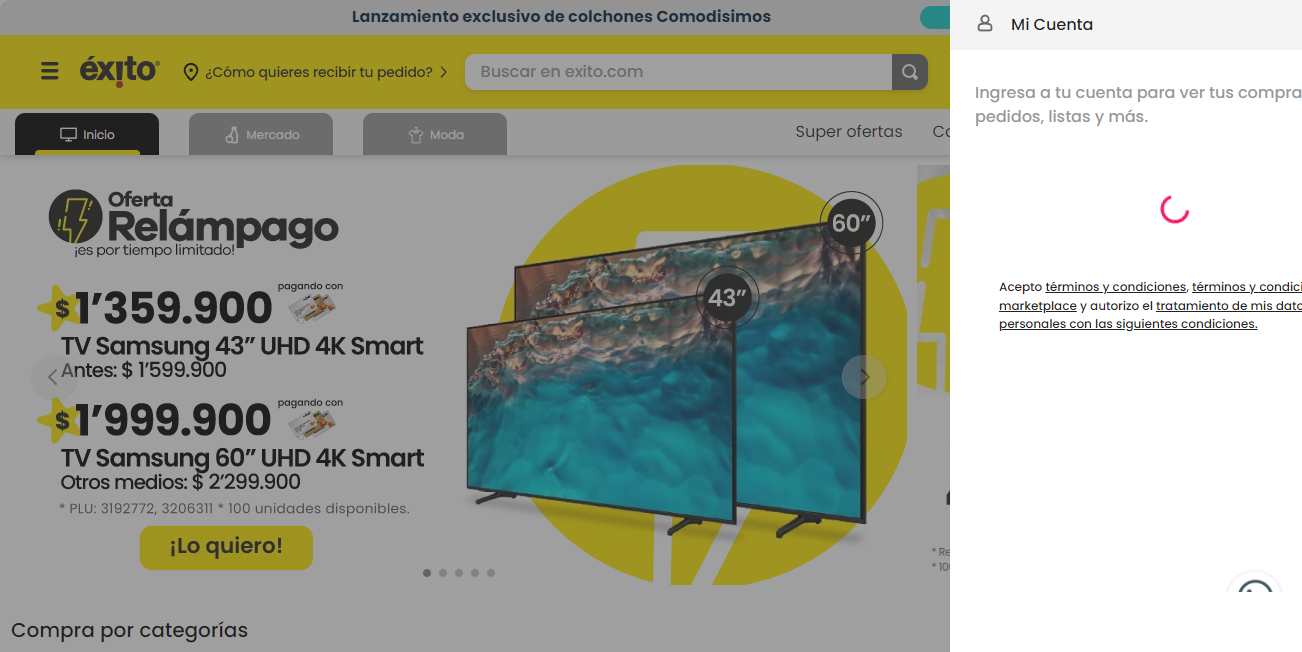 Lanzamiento exclusivo de colchones Comodisimos
éxito
¿Cómo quieres recibir tu pedido?
Buscar en exito.com
Inicio
Mercado
Moda
Super ofertas
Oferta
Relámpago
¡es por tiempo limitado!
$1’359.900
pagando con
TV Samsung 43” UHD 4K Smart
Antes: $ 1’599.900
$1’999.900
pagando con
TV Samsung 60” UHD 4K Smart
Otros medios: $ 2’299.900
* PLU: 3192772, 3206311 * 100 unidades disponibles.
¡Lo quiero!
60”
43”
Compra por categorías
Mi Cuenta
Ingresa a tu cuenta para ver tus compra
pedidos, listas y más.
Acepto términos y condiciones, términos y condici
marketplace y autorizo el tratamiento de mis dato
personales con las siguientes condiciones.